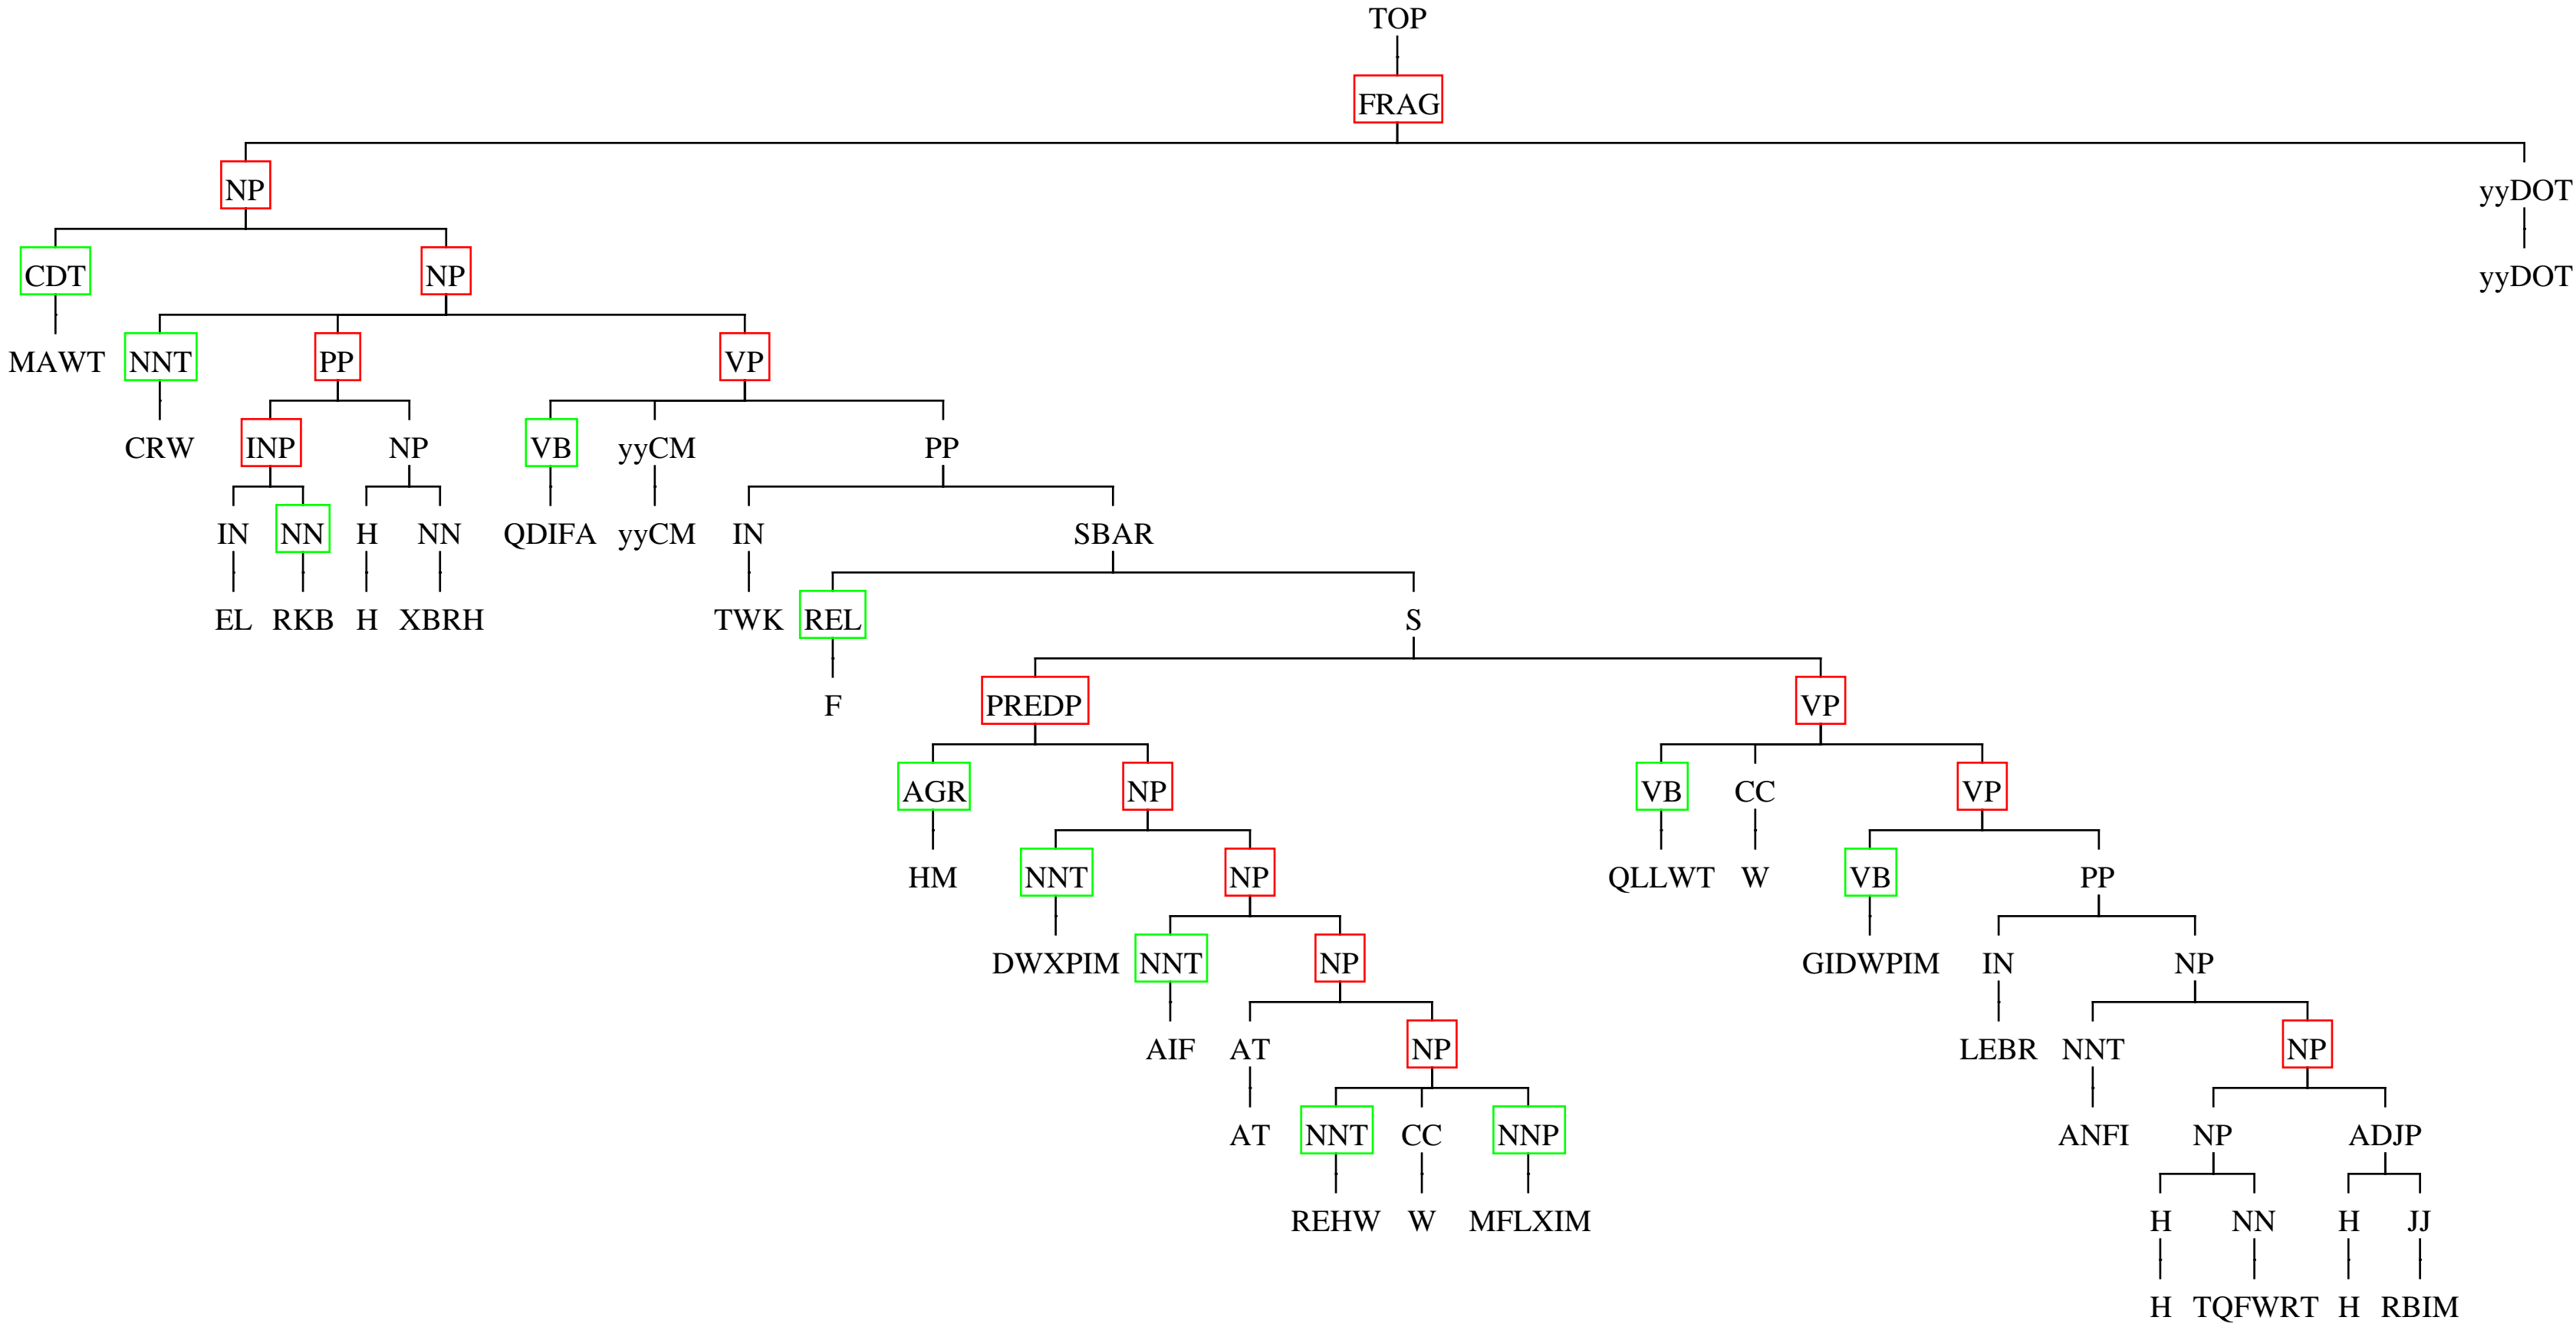 TOP
FRAG
NP yyDOT
CDT NP yyDOT
MAWT NNT PP VP
CRW INP NP VB yyCM PP
IN NN H NN QDIFA yyCM IN SBAR
EL RKB H XBRH TWK REL S
F PREDP VP
AGR NP VB CC VP
HM NNT NP QLLWT W VB PP
DWXPIM NNT NP GIDWPIM IN NP
AIF AT NP LEBR NNT NP
AT NNT CC NNP ANFI NP ADJP
REHW W MFLXIM H NN H JJ
H TQFWRT H RBIM